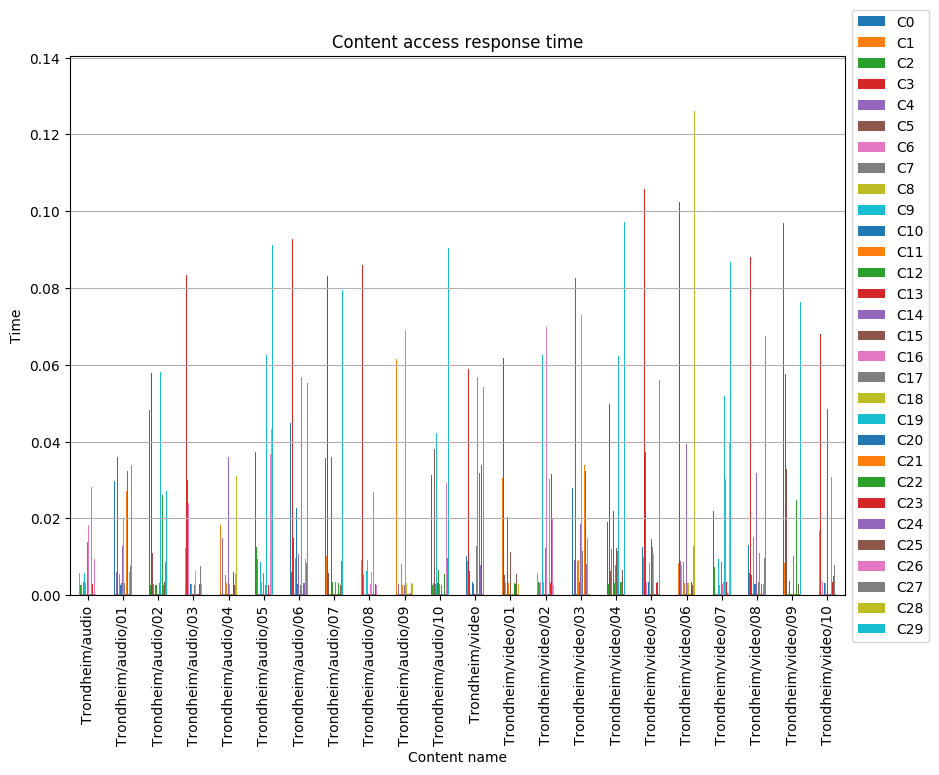 Content access response time
Time
0.14
0.12
0.10
0.08
0.06
0.04
0.02
0.00
Trondheim/audio
Trondheim/audio/01
Trondheim/audio/02
Trondheim/audio/03
Trondheim/audio/04
Trondheim/audio/05
Trondheim/audio/06
Trondheim/audio/07
Trondheim/audio/08
Trondheim/audio/09
Trondheim/audio/10
Trondheim/video
Trondheim/video/01
Trondheim/video/02
Trondheim/video/03
Trondheim/video/04
Trondheim/video/05
Trondheim/video/06
Trondheim/video/07
Trondheim/video/08
Trondheim/video/09
Trondheim/video/10
Content name
C0
C1
C2
C3
C4
C5
C6
C7
C8
C9
C10
C11
C12
C13
C14
C15
C16
C17
C18
C19
C20
C21
C22
C23
C24
C25
C26
C27
C28
C29